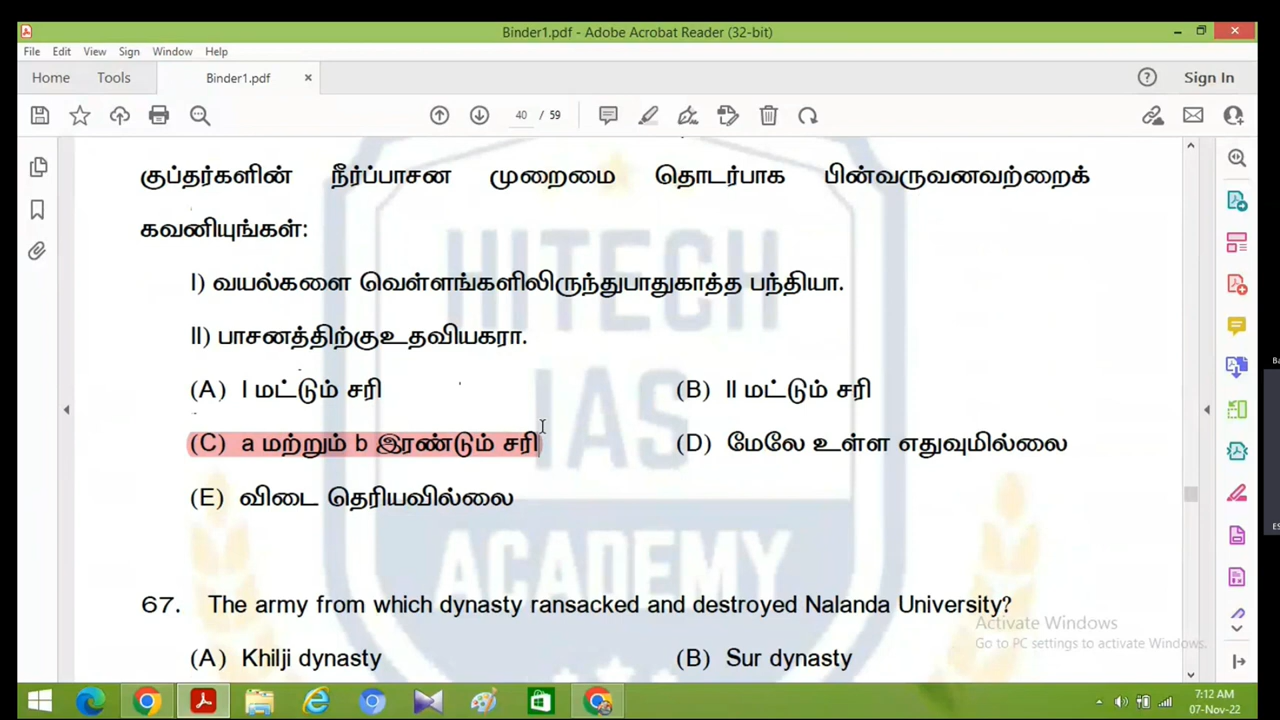 Binder1.pdf - Adobe Acrobat Reader (32-bit)
File Edit View Sign Window Help
Home Tools Binder1.pdf × Sign In
40 / 59
குப்தர்களின் நீர்ப்பாசன முறைமை தொடர்பாக பின்வருவனவற்றைக்
கவனியுங்கள்:
I) வயல்களை வெள்ளங்களிலிருந்துபாதுகாத்த பந்தியா.
II) பாசனத்திற்குஉதவியகரா.
(A) I மட்டும் சரி (B) II மட்டும் சரி
(C) a மற்றும் b இரண்டும் சரி (D) மேலே உள்ள எதுவுமில்லை
(E) விடை தெரியவில்லை
67. The army from which dynasty ransacked and destroyed Nalanda University?
(A) Khilji dynasty (B) Sur dynasty
HITECH
IAS
ACADEMY
Activate Windows
Go to PC settings to activate Windows.
7:12 AM
07-Nov-22